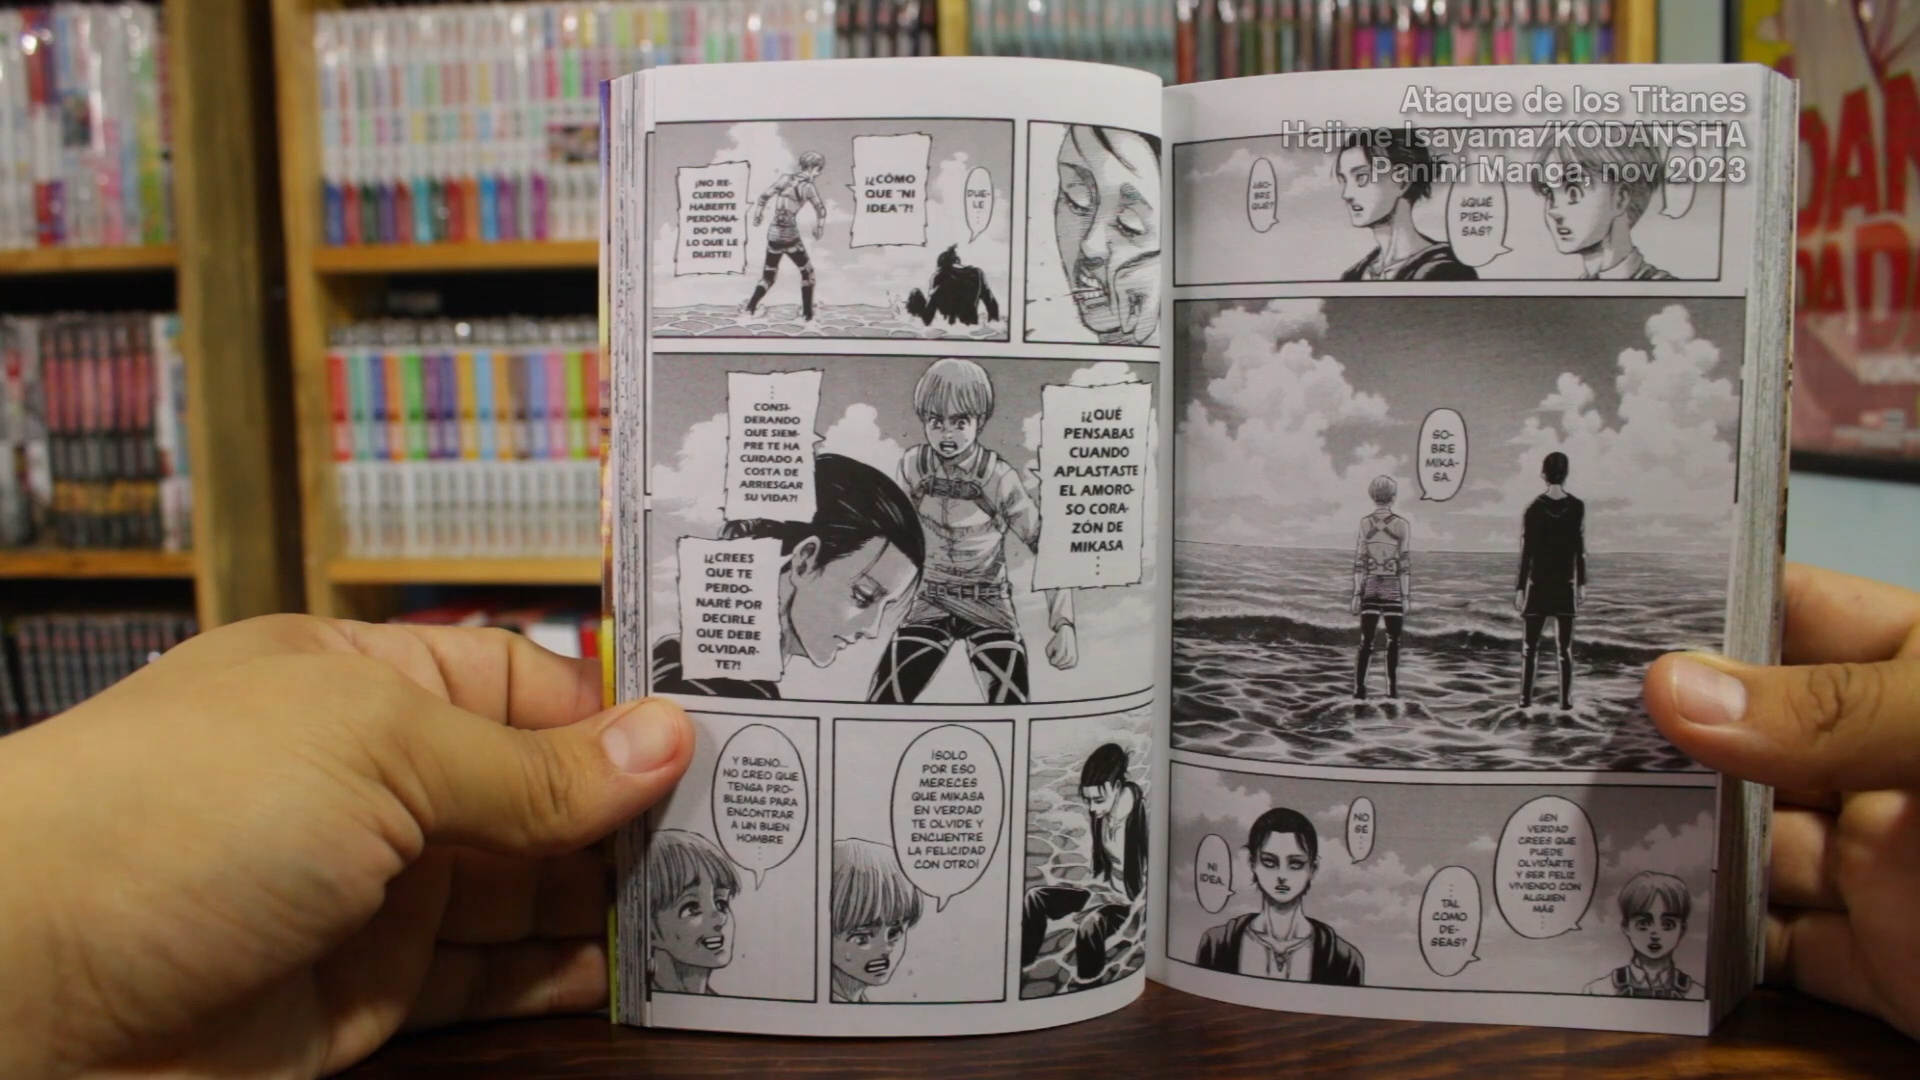 Ataque de los Titanes
Hajime Isayama/KODANSHA
Panini Manga, nov 2023
¿SO-
BRE
QUÉ?
¿QUÉ
PIEN-
SAS?
SO-
BRE
MIKA-
SA.
NI
IDEA.
NO
SÉ...
...
TAL
COMO
DE-
SEAS?
¿EN
VERDAD
CREES QUE
PUEDE
OLVIDARTE
Y SER FELIZ
VIVIENDO CON
ALGUIEN
MÁS
...
¡NO RE-
CUERDO
HABERTE
PERDONA-
DO POR
LO QUE LE
DIJISTE!
¡¿CÓMO
QUE "NI
IDEA"?!
DUE-
LE
...
...
CONSI-
DERANDO
QUE SIEM-
PRE TE HA
CUIDADO A
COSTA DE
ARRIESGAR
SU VIDA?!
¡¿QUÉ
PENSABAS
CUANDO
APLASTASTE
EL AMORO-
SO CORA-
ZÓN DE
MIKASA
...
¡¿CREES
QUE TE
PERDO-
NARÉ POR
DECIRLE
QUE DEBE
OLVIDAR-
TE?!
Y BUENO...
NO CREO QUE
TENGA PRO-
BLEMAS PARA
ENCONTRAR
A UN BUEN
HOMBRE
...
¡SOLO
POR ESO
MERECES
QUE MIKASA
EN VERDAD
TE OLVIDE Y
ENCUENTRE
LA FELICIDAD
CON OTRO!